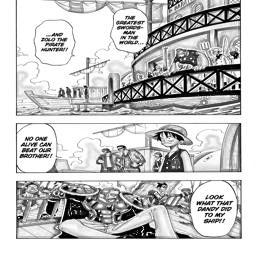 THE
GREATEST
SWORDS-
MAN
IN THE
WORLD...
...AND
ZOLO THE
PIRATE
HUNTER!!
NO ONE
ALIVE CAN
BEAT OUR
BROTHER!!
LOOK
WHAT THAT
DANDY DID
TO MY
SHIP!!